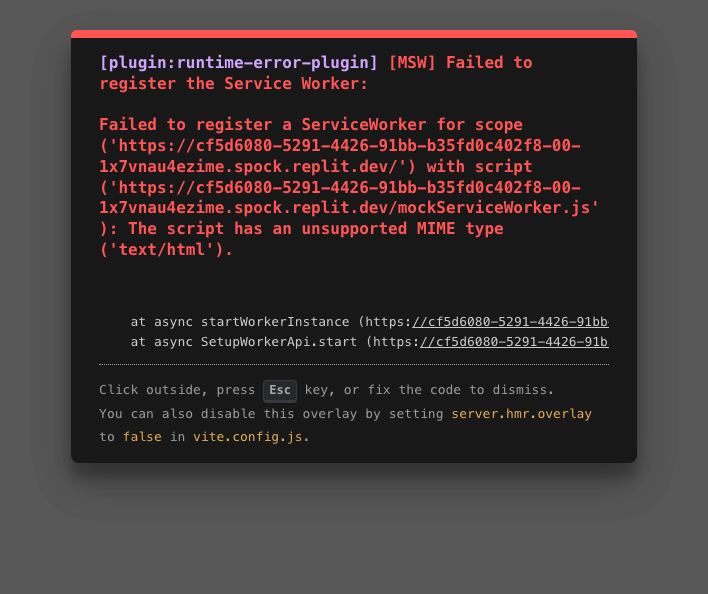 [plugin:runtime-error-plugin] [MSW] Failed to
register the Service Worker:
Failed to register a ServiceWorker for scope
('https://cf5d6080-5291-4426-91bb-b35fd0c402f8-00-
1x7vnau4ezime.spock.replit.dev/') with script
('https://cf5d6080-5291-4426-91bb-b35fd0c402f8-00-
1x7vnau4ezime.spock.replit.dev/mockServiceWorker.js'
): The script has an unsupported MIME type
('text/html').
at async startWorkerInstance (https://cf5d6080-5291-4426-91bb-
at async SetupWorkerApi.start (https://cf5d6080-5291-4426-91b
Click outside, press Esc key, or fix the code to dismiss.
You can also disable this overlay by setting server.hmr.overlay
to false in vite.config.js.